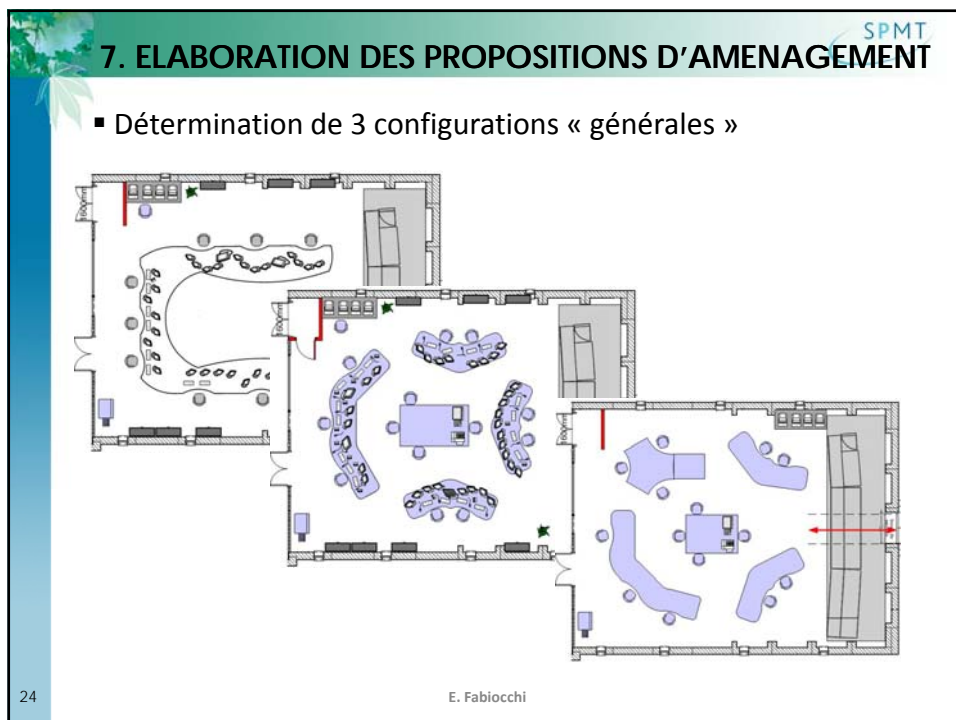 SPMT
7. ELABORATION DES PROPOSITIONS D’AMENAGEMENT
▪ Détermination de 3 configurations « générales »
24
E. Fabiocchi